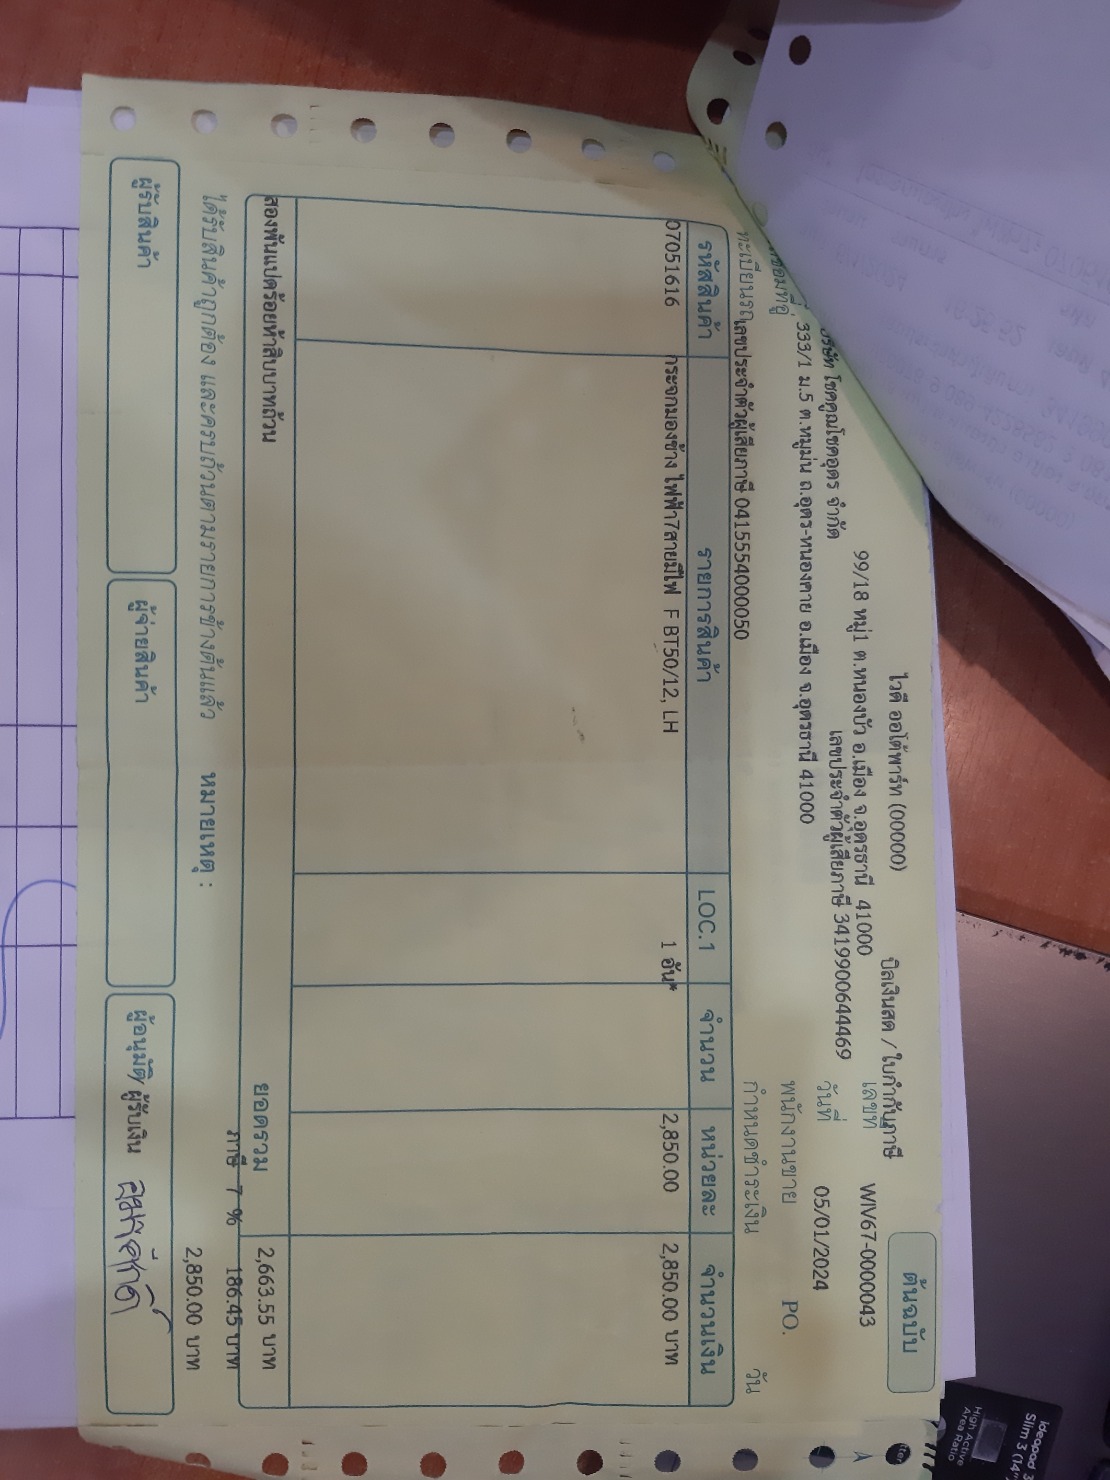 ต้นฉบับ
ไวดี ออโต้พาร์ท (00000)
บิลเงินสด / ใบกำกับภาษี
99/18 หมู่1 ต.หนองบัว อ.เมือง จ.อุดรธานี 41000
เลขที่ WIV67-0000043
เลขประจำตัวผู้เสียภาษี 3419900644469
วันที่ 05/01/2024
บริษัท โชคคูณโชคอุดร จำกัด
333/1 ม.5 ต.หมูม่น ถ.อุดร-หนองคาย อ.เมือง จ.อุดรธานี 41000
พนักงานขาย PO.
กำหนดชำระเงิน วัน
ทะเบียนรถ เลขประจำตัวผู้เสียภาษี 0415554000050
รหัสสินค้า รายการสินค้า LOC.1 จำนวน หน่วยละ จำนวนเงิน
07051616 กระจกมองข้าง ไฟฟ้า7สายมีไฟ F BT50/12, LH 1 อัน* 2,850.00 2,850.00 บาท
สองพันแปดร้อยห้าสิบบาทถ้วน ยอดรวม 2,663.55 บาท
ภาษี 7 % 186.45 บาท
ได้รับสินค้าถูกต้อง และครบถ้วนตามรายการข้างต้นแล้ว หมายเหตุ : 2,850.00 บาท
ผู้รับสินค้า ผู้จ่ายสินค้า ผู้อนุมัติ/ ผู้รับเงิน
ideapad
Slim 3 (14
High Active
Area Ratio